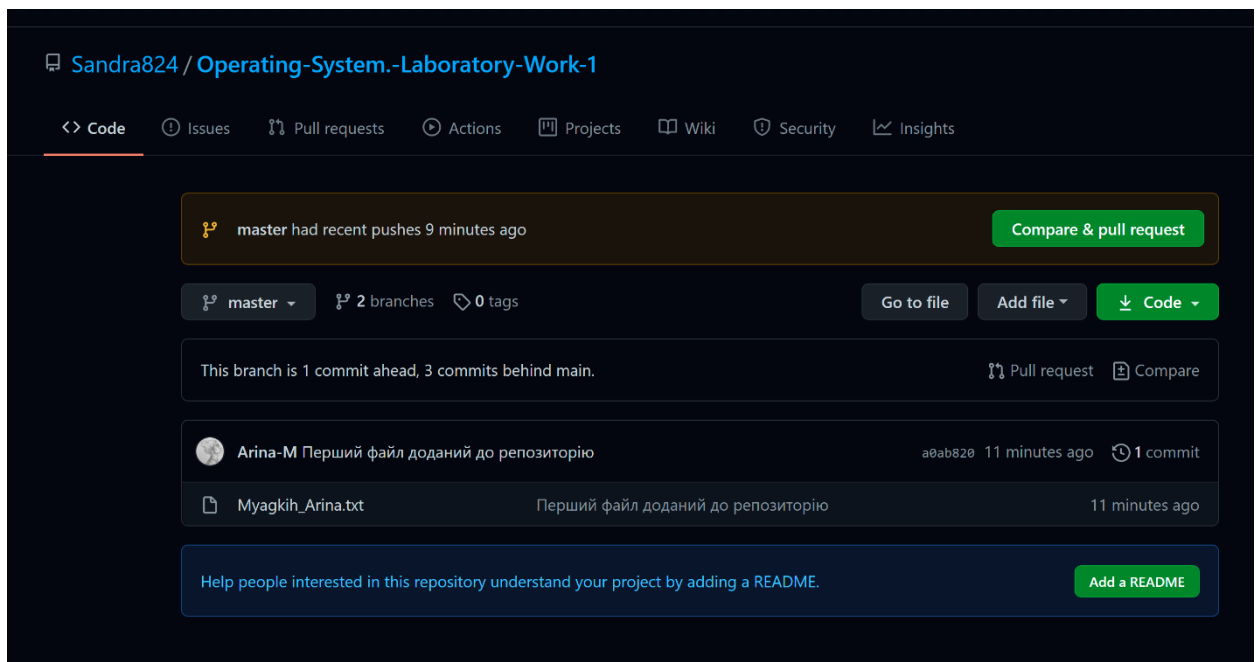 Sandra824 / Operating-System.-Laboratory-Work-1
<> Code Issues Pull requests Actions Projects Wiki Security Insights
master had recent pushes 9 minutes ago Compare & pull request
master 2 branches 0 tags Go to file Add file Code
This branch is 1 commit ahead, 3 commits behind main. Pull request Compare
Arina-M Перший файл доданий до репозиторію a0ab820 11 minutes ago 1 commit
Myagkih_Arina.txt Перший файл доданий до репозиторію 11 minutes ago
Help people interested in this repository understand your project by adding a README. Add a README